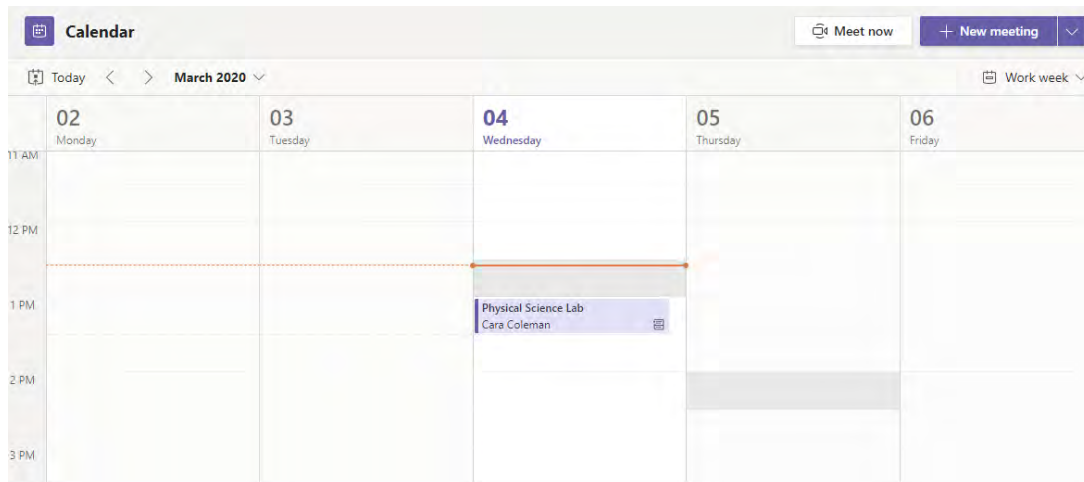 Calendar
Meet now
New meeting
Today
March 2020
Work week
02
Monday
03
Tuesday
04
Wednesday
05
Thursday
06
Friday
11 AM
12 PM
1 PM
Physical Science Lab
Cara Coleman
2 PM
3 PM